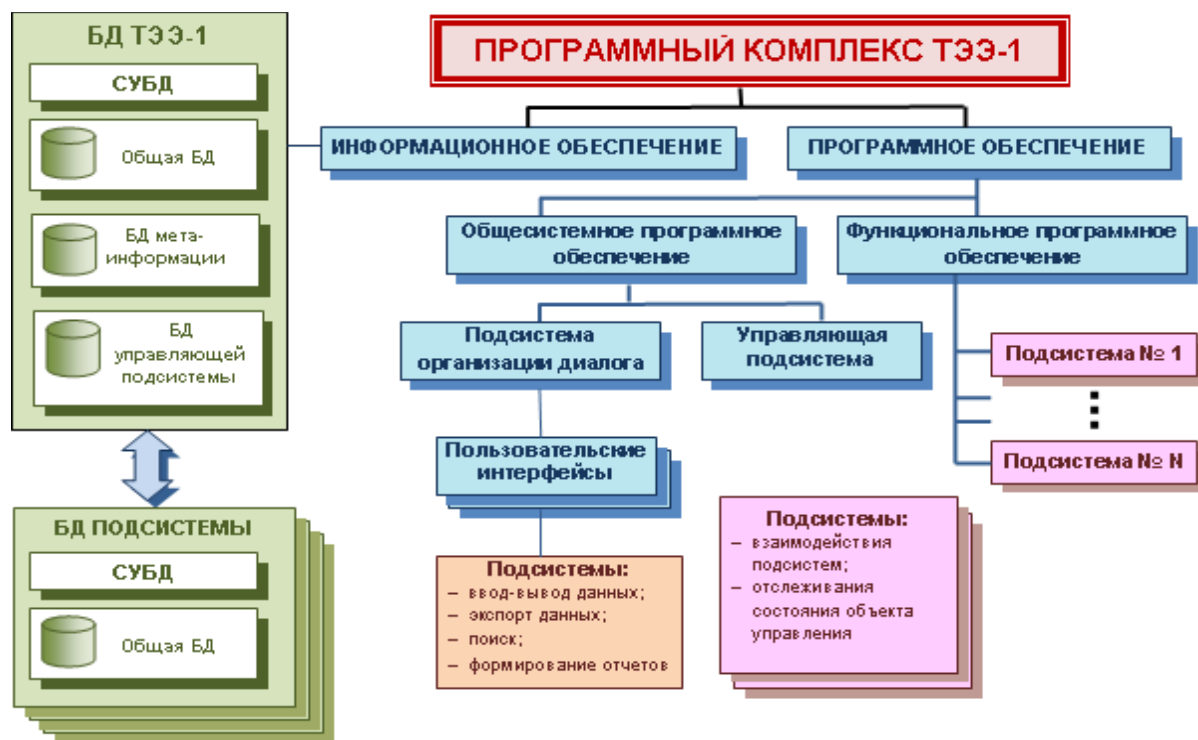 БД ТЭЭ-1
СУБД
Общая БД
БД мета-
информации
БД
управляющей
подсистемы
БД ПОДСИСТЕМЫ
СУБД
Общая БД
ПРОГРАММНЫЙ КОМПЛЕКС ТЭЭ-1
ИНФОРМАЦИОННОЕ ОБЕСПЕЧЕНИЕ
ПРОГРАММНОЕ ОБЕСПЕЧЕНИЕ
Общесистемное программное
обеспечение
Функциональное программное
обеспечение
Подсистема
организации диалога
Управляющая
подсистема
Подсистема № 1
Подсистема № N
Пользовательские
интерфейсы
Подсистемы:
– ввод-вывод данных;
– экспорт данных;
– поиск;
– формирование отчетов
Подсистемы:
– взаимодействия
подсистем;
– отслеживания
состояния объекта
управления